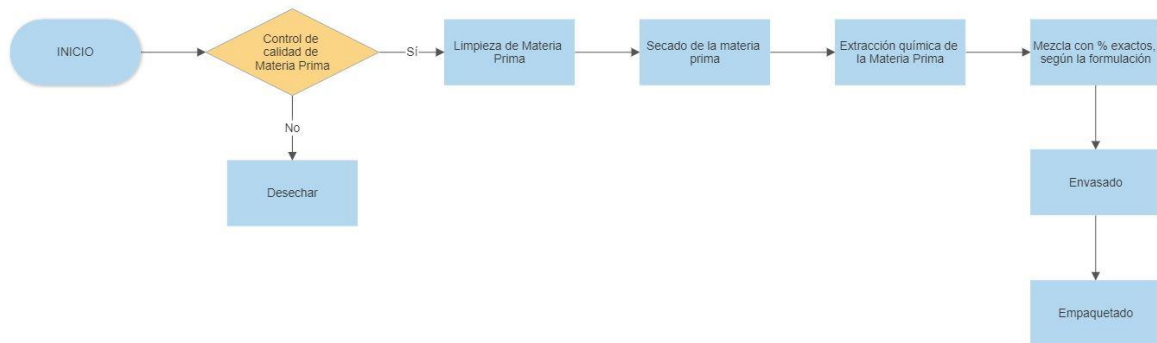 INICIO
Control de
calidad de
Materia Prima
Sí
Limpieza de Materia
Prima
Secado de la materia
prima
Extracción química de
la Materia Prima
Mezcla con % exactos,
según la formulación
No
Desechar
Envasado
Empaquetado